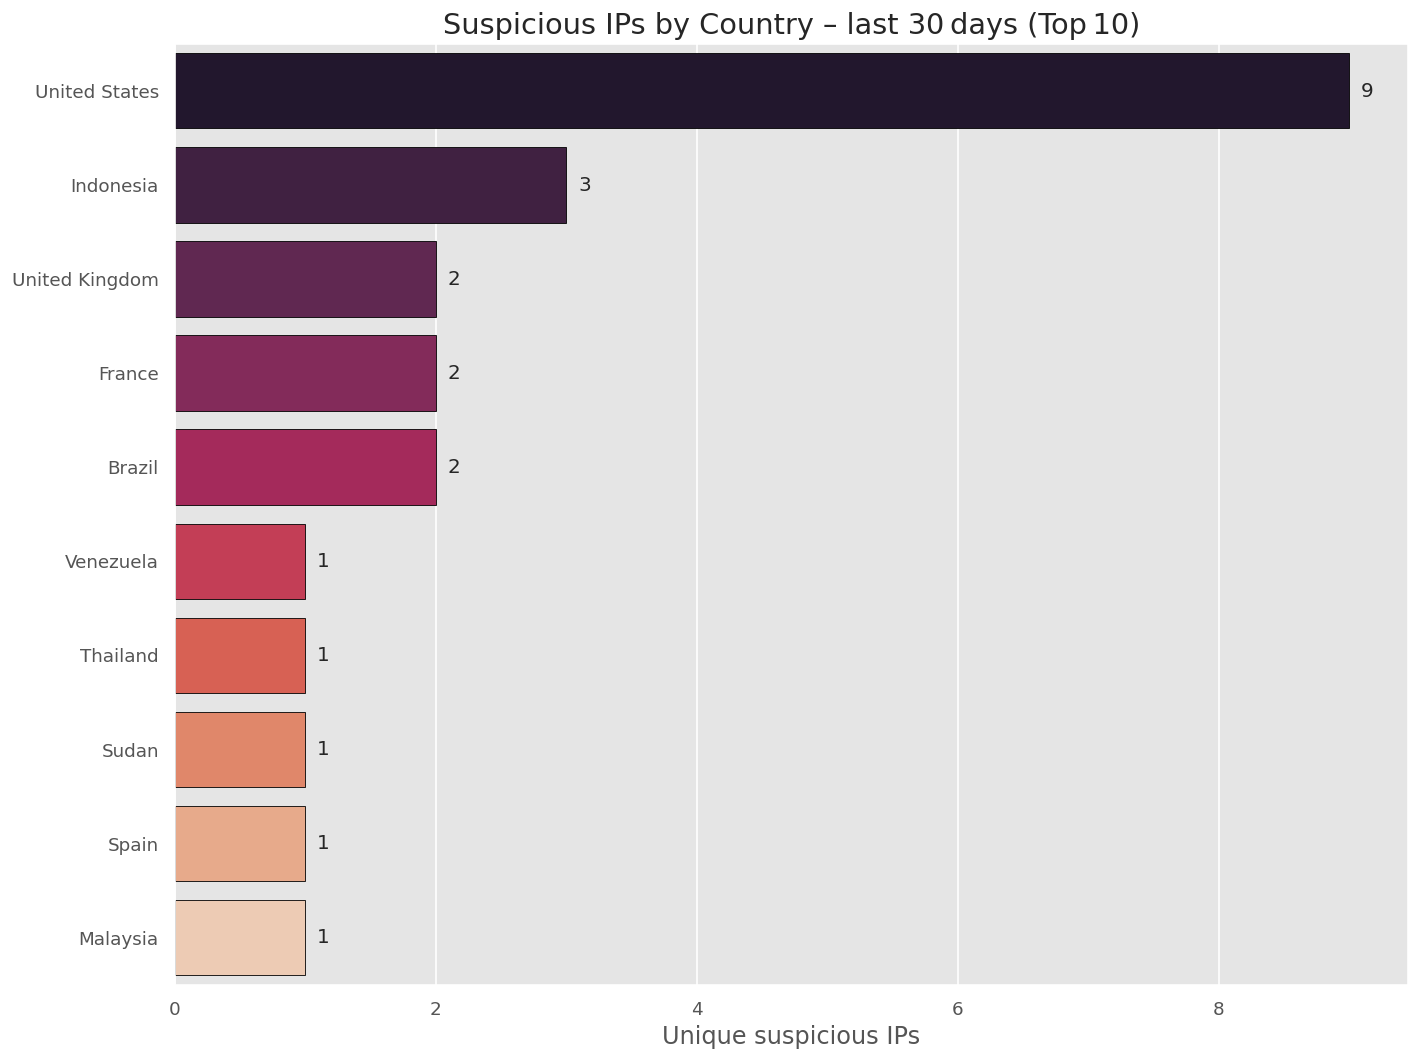 Suspicious IPs by Country – last 30 days (Top 10)
United States 9
Indonesia 3
United Kingdom 2
France 2
Brazil 2
Venezuela 1
Thailand 1
Sudan 1
Spain 1
Malaysia 1
0 2 4 6 8
Unique suspicious IPs